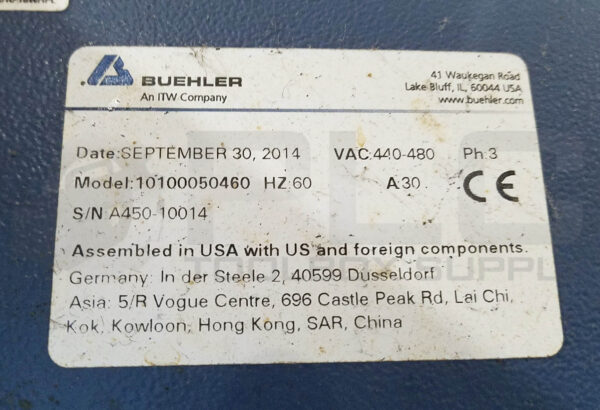 BUEHLER
An ITW Company
41 Waukegan Road
Lake Bluff, IL, 60044 USA
www.buehler.com
Date:SEPTEMBER 30, 2014 VAC:440-480 Ph:3
Model:10100050460 HZ:60 A:30 CE
S/N A450-10014
Assembled in USA with US and foreign components.
Germany: In der Steele 2, 40599 Dusseldorf
Asia: 5/R Vogue Centre, 696 Castle Peak Rd, Lai Chi,
Kok, Kowloon, Hong Kong, SAR, China
PLC
INDUSTRY SUPPLY